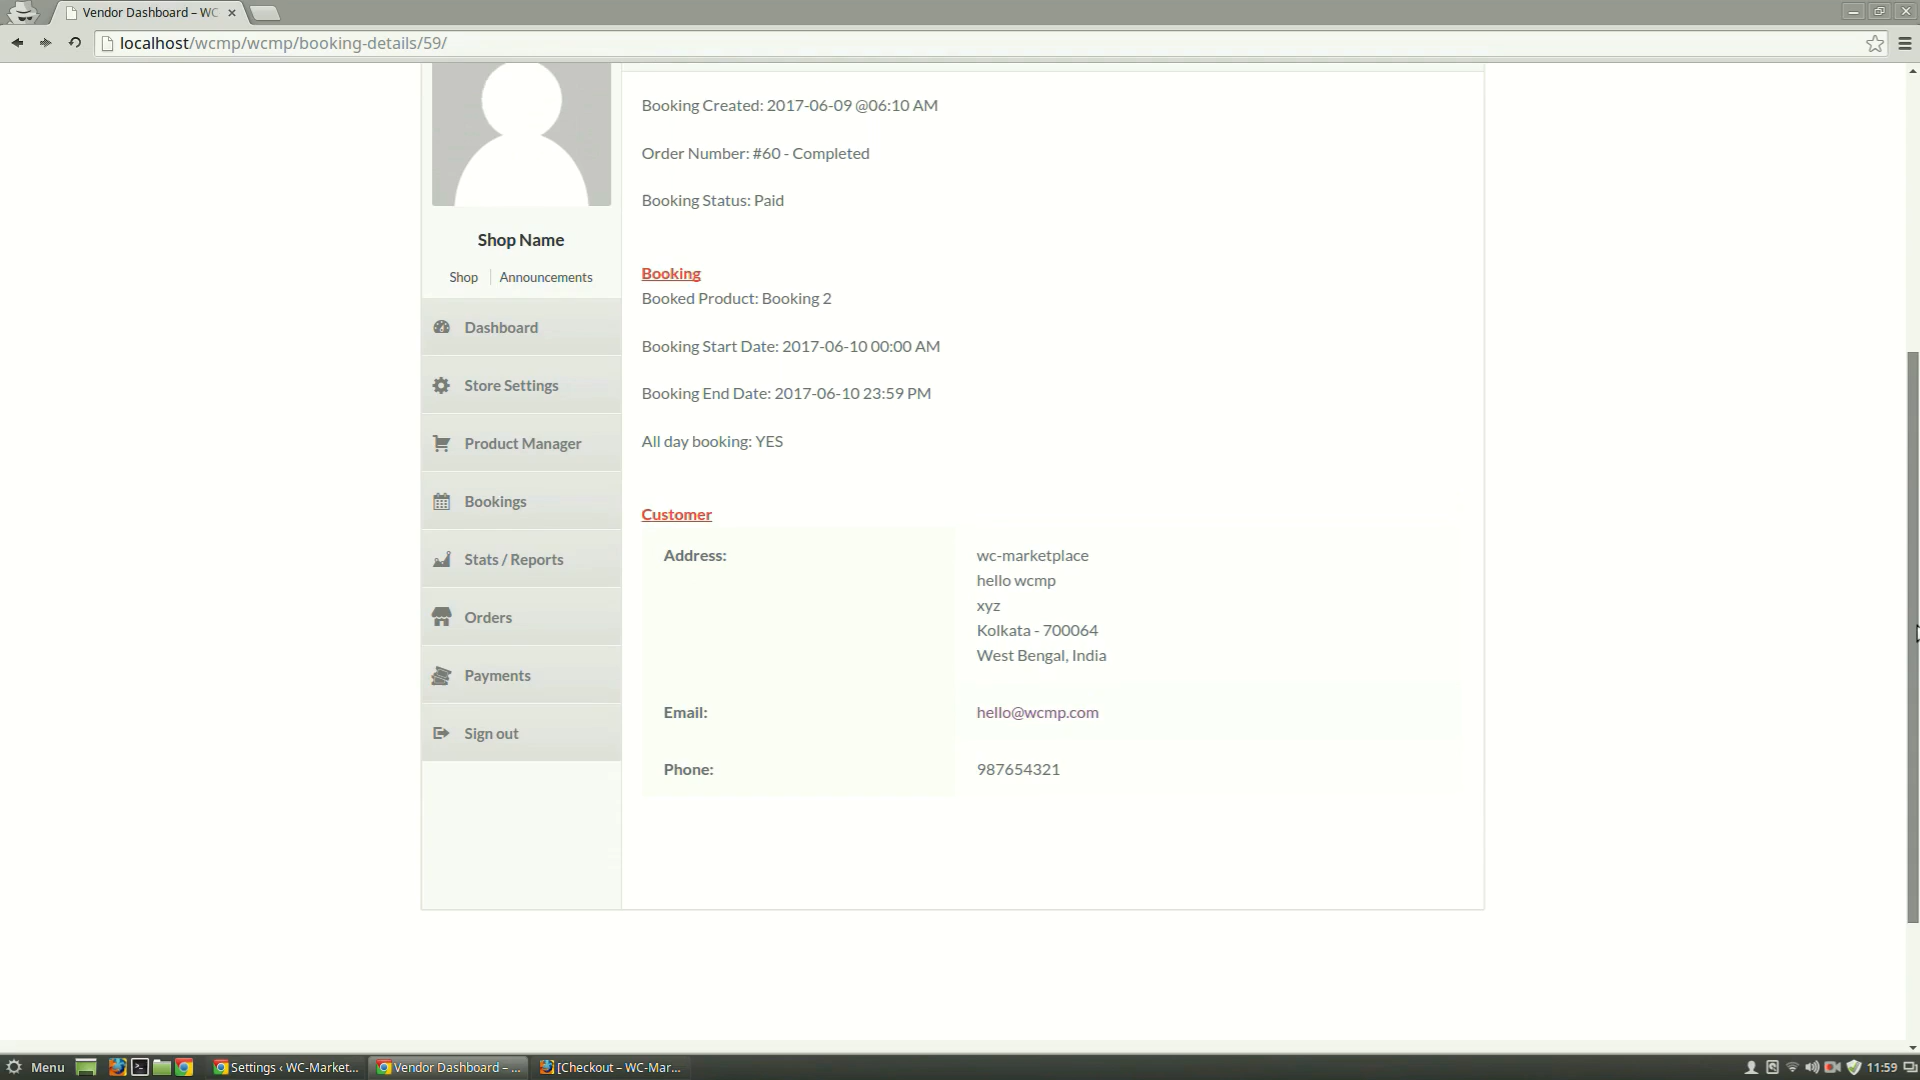 Vendor Dashboard – WC
localhost/wcmp/wcmp/booking-details/59/
Shop Name
Shop
Announcements
Dashboard
Store Settings
Product Manager
Bookings
Stats / Reports
Orders
Payments
Sign out
Booking Created: 2017-06-09 @06:10 AM
Order Number: #60 - Completed
Booking Status: Paid
Booking
Booked Product: Booking 2
Booking Start Date: 2017-06-10 00:00 AM
Booking End Date: 2017-06-10 23:59 PM
All day booking: YES
Customer
Address:
wc-marketplace
hello wcmp
xyz
Kolkata - 700064
West Bengal, India
Email:
hello@wcmp.com
Phone:
987654321
Menu
Settings ‹ WC-Market...
Vendor Dashboard – ...
[Checkout – WC-Mar...
11:59